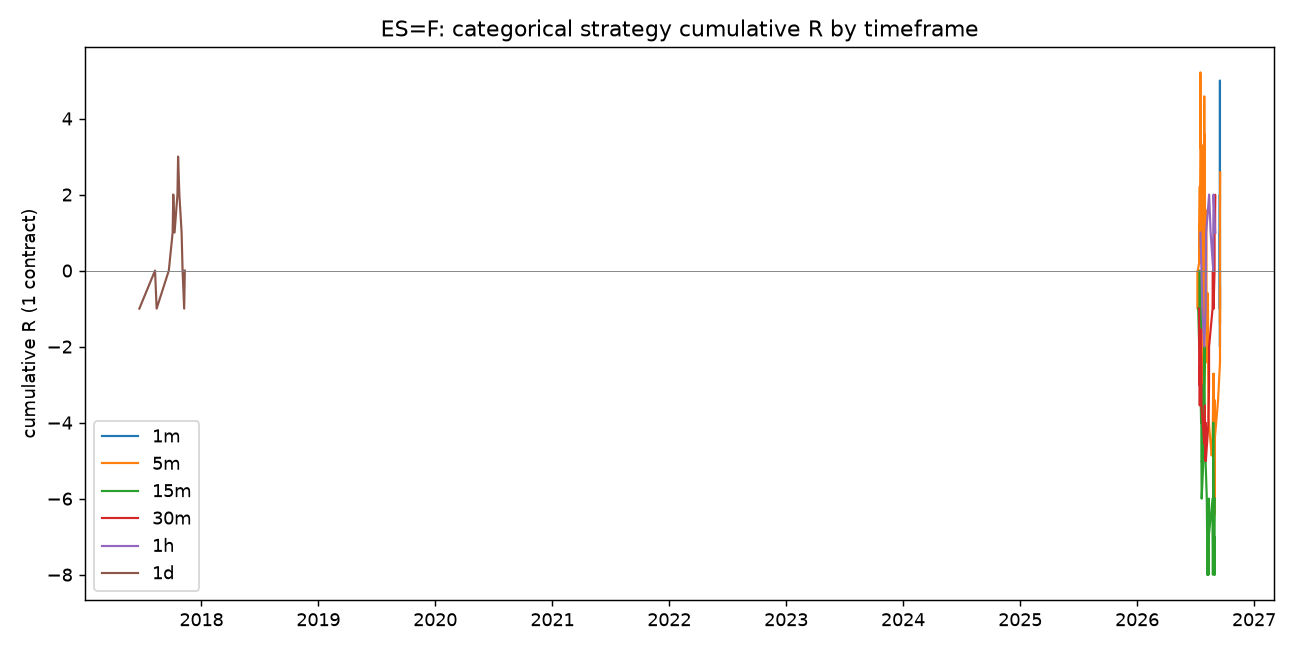 ES=F: categorical strategy cumulative R by timeframe
cumulative R (1 contract)
4
2
0
−2
−4
−6
−8
1m
5m
15m
30m
1h
1d
2018 2019 2020 2021 2022 2023 2024 2025 2026 2027